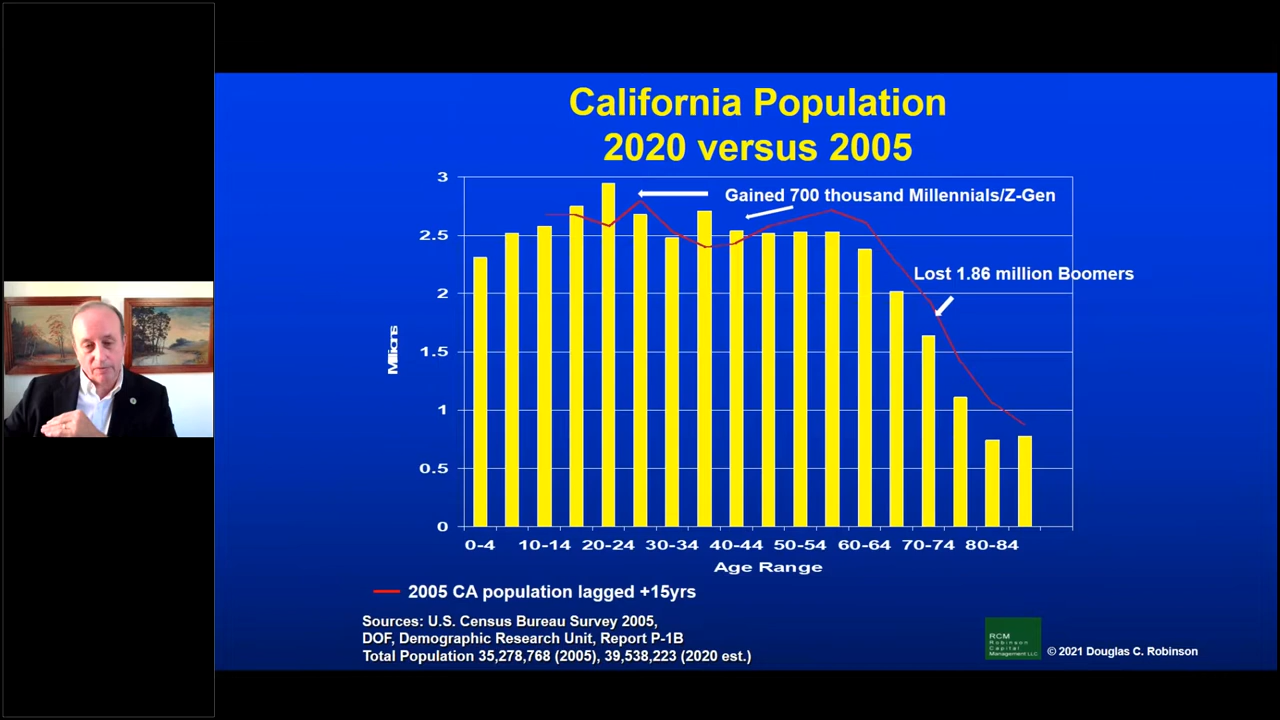 California Population
2020 versus 2005
3
2.5
2
1.5
1
0.5
0
Millions
Gained 700 thousand Millennials/Z-Gen
Lost 1.86 million Boomers
0-4 10-14 20-24 30-34 40-44 50-54 60-64 70-74 80-84
Age Range
2005 CA population lagged +15yrs
Sources: U.S. Census Bureau Survey 2005,
DOF, Demographic Research Unit, Report P-1B
Total Population 35,278,768 (2005), 39,538,223 (2020 est.)
RCM
Robinson
Capital
Management LLC
© 2021 Douglas C. Robinson